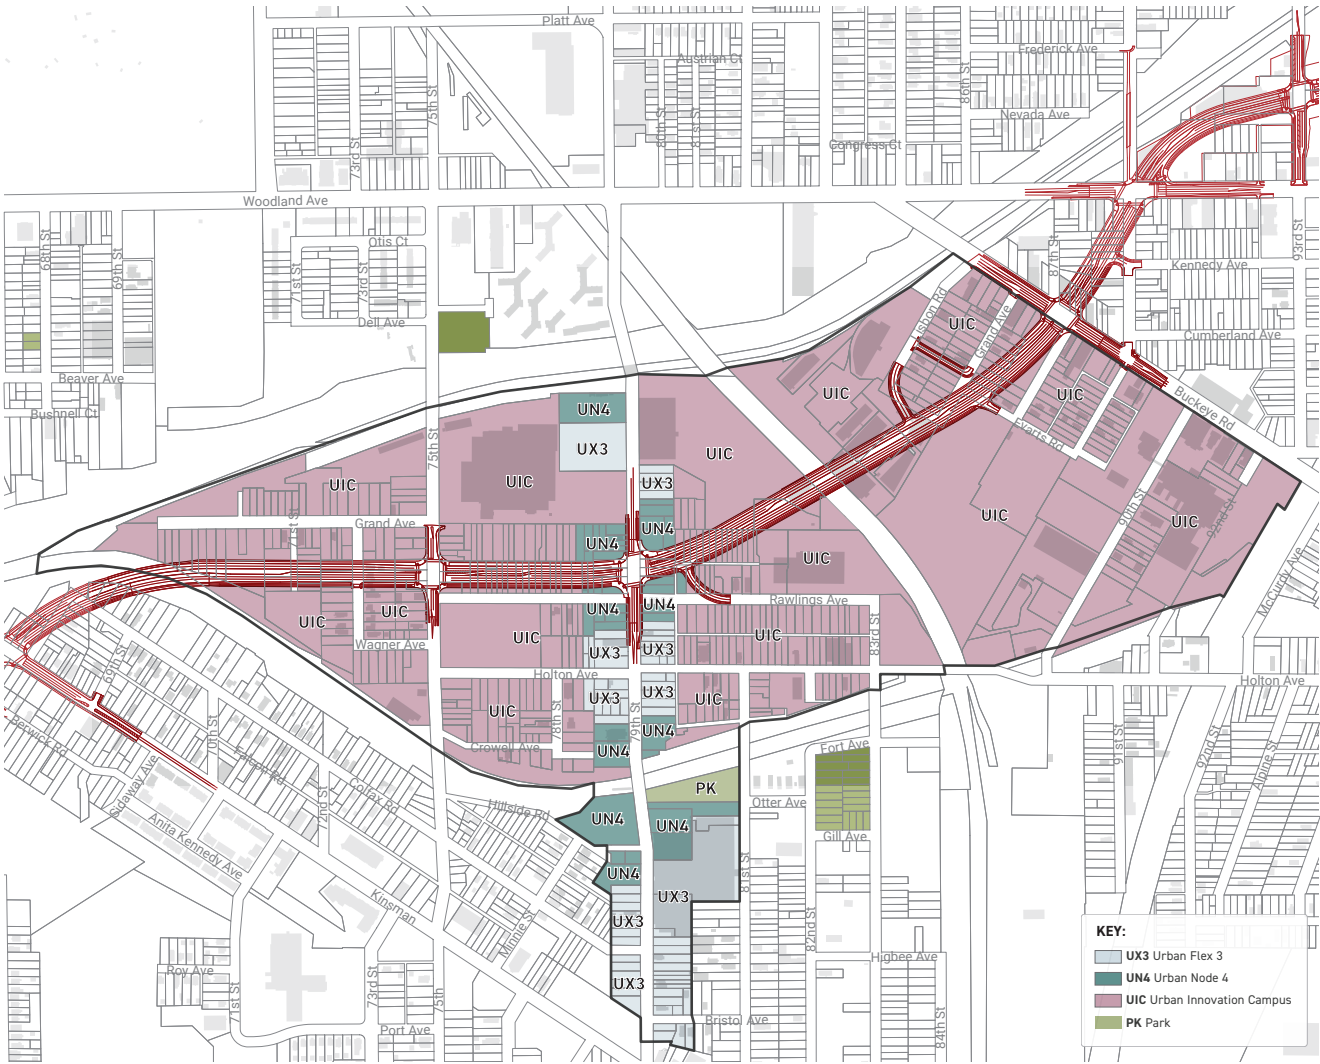 Platt Ave
Frederick Ave
Austrian Ct
75th St
86th St
Nevada Ave
80th St
81st St
73rd St
Congress Ct
Woodland Ave
68th St
69th St
Otis Ct
71st St
73rd St
87th St
93rd St
Kennedy Ave
Dell Ave
Lisbon Rd
UIC
Grand Ave
Cumberland Ave
Beaver Ave
Bushnell Ct
UN4
UIC
UIC
Buckeye Rd
75th St
UX3
UIC
Evarts Rd
UIC
UIC
UX3
Grand Ave
71st St
UN4
UN4
UIC
90th St
UIC
92nd St
UIC
McCurdy Ave
UIC
UIC
UN4
UN4
Rawlings Ave
UIC
UIC
83rd St
Wagner Ave
UX3
UX3
69th St
Holton Ave
Holton Ave
UX3
UX3
UIC
UIC
78th St
79th St
UN4
Berwick Rd
70th St
Crowell Ave
UN4
Fort Ave
91st St
92nd St
Alpine St
Sidaway Ave
Colfax Rd
72nd St
PK
Otter Ave
Hillside Rd
UN4
UN4
Gill Ave
Anita Kennedy Ave
UN4
81st St
Kinsman
UX3
UX3
Minnie St
82nd St
KEY:
UX3 Urban Flex 3
UN4 Urban Node 4
UIC Urban Innovation Campus
PK Park
Roy Ave
Higbee Ave
71st St
73rd St
75th
UX3
Port Ave
Bristol Ave
84th St